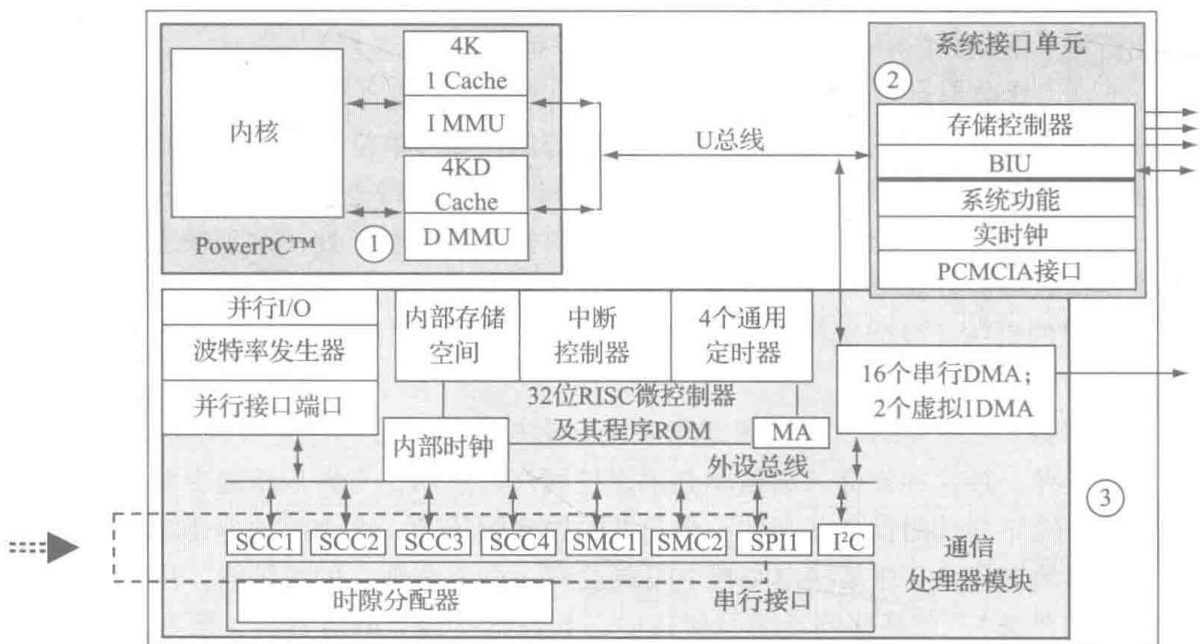 4K
1 Cache
I MMU
内核
4KD
Cache
D MMU
PowerPC™
①
U总线
系统接口单元
②
存储控制器
BIU
系统功能
实时钟
PCMCIA接口
并行I/O
波特率发生器
并行接口端口
内部存储
空间
中断
控制器
4个通用
定时器
32位RISC微控制器
及其程序ROM
MA
内部时钟
外设总线
16个串行DMA；
2个虚拟1DMA
③
SCC1
SCC2
SCC3
SCC4
SMC1
SMC2
SPI1
I²C
通信
处理器模块
时隙分配器
串行接口